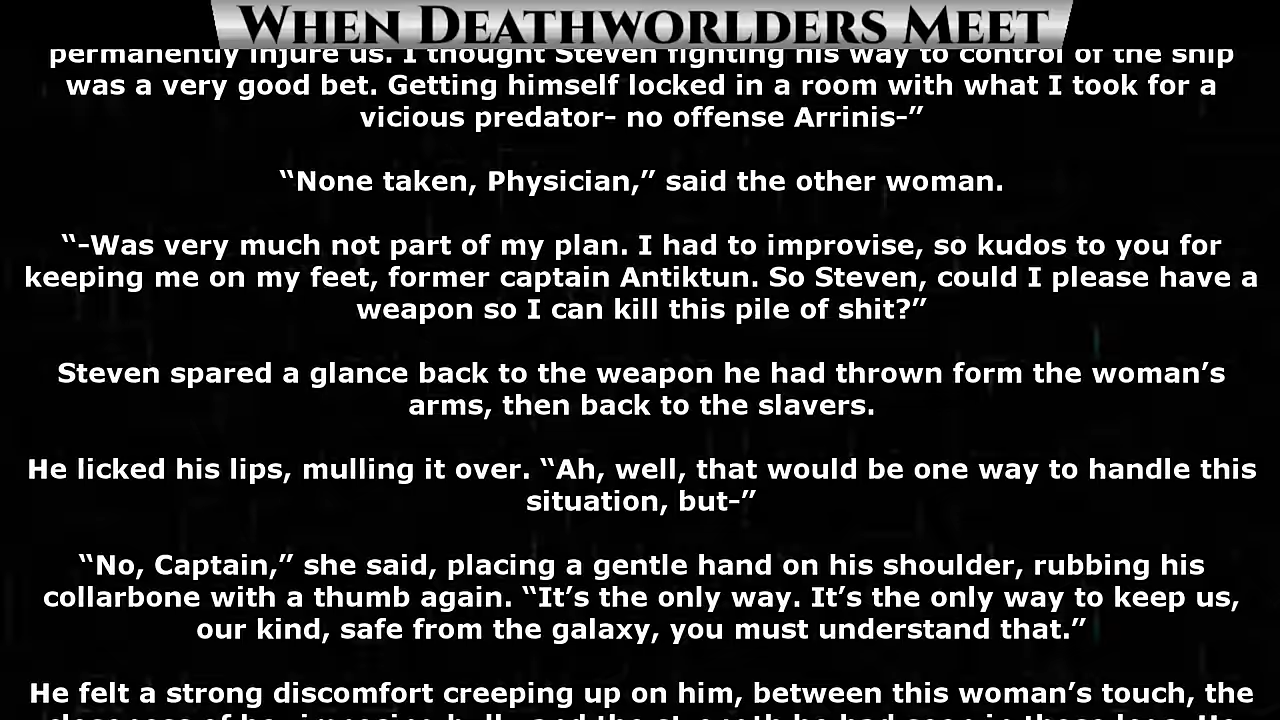 WHEN DEATHWORLDERS MEET
permanently injure us. I thought Steven fighting his way to control of the ship
was a very good bet. Getting himself locked in a room with what I took for a
vicious predator– no offense Arrinis–”
“None taken, Physician,” said the other woman.
“–Was very much not part of my plan. I had to improvise, so kudos to you for
keeping me on my feet, former captain Antiktun. So Steven, could I please have a
weapon so I can kill this pile of shit?”
Steven spared a glance back to the weapon he had thrown form the woman’s
arms, then back to the slavers.
He licked his lips, mulling it over. “Ah, well, that would be one way to handle this
situation, but–”
“No, Captain,” she said, placing a gentle hand on his shoulder, rubbing his
collarbone with a thumb again. “It’s the only way. It’s the only way to keep us,
our kind, safe from the galaxy, you must understand that.”
He felt a strong discomfort creeping up on him, between this woman’s touch, the